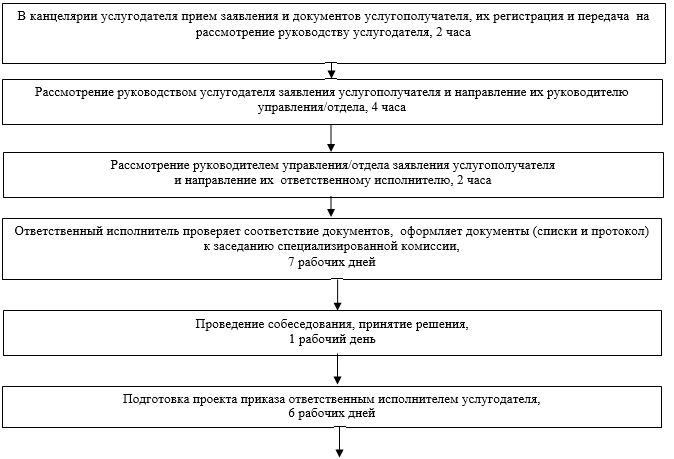 В канцелярии услугодателя прием заявления и документов услугополучателя, их регистрация и передача на
рассмотрение руководству услугодателя, 2 часа
Рассмотрение руководством услугодателя заявления услугополучателя и направление их руководителю
управления/отдела, 4 часа
Рассмотрение руководителем управления/отдела заявления услугополучателя
и направление их ответственному исполнителю, 2 часа
Ответственный исполнитель проверяет соответствие документов, оформляет документы (списки и протокол)
к заседанию специализированной комиссии,
7 рабочих дней
Проведение собеседования, принятие решения,
1 рабочий день
Подготовка проекта приказа ответственным исполнителем услугодателя,
6 рабочих дней